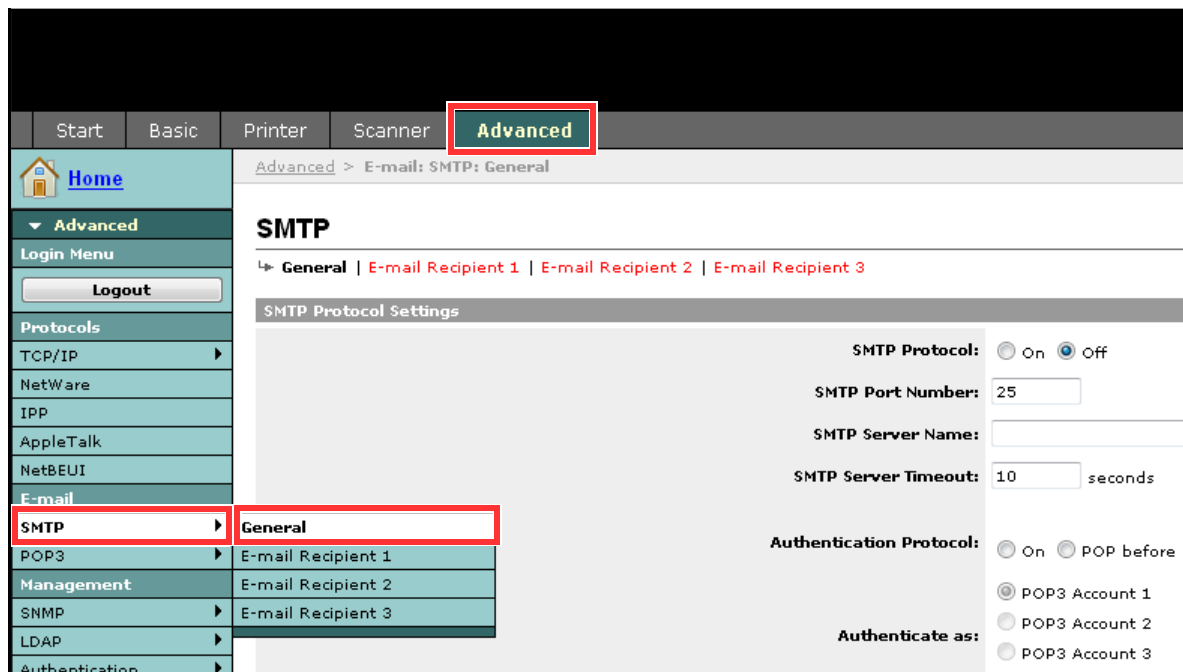 Start Basic Printer Scanner Advanced
Home
Advanced > E-mail: SMTP: General
Advanced
Login Menu
Logout
Protocols
TCP/IP
NetWare
IPP
AppleTalk
NetBEUI
E-mail
SMTP
POP3
Management
SNMP
LDAP
Authentication
General
E-mail Recipient 1
E-mail Recipient 2
E-mail Recipient 3
SMTP
General | E-mail Recipient 1 | E-mail Recipient 2 | E-mail Recipient 3
SMTP Protocol Settings
SMTP Protocol: On Off
SMTP Port Number: 25
SMTP Server Name:
SMTP Server Timeout: 10 seconds
Authentication Protocol: On POP before
Authenticate as: POP3 Account 1
POP3 Account 2
POP3 Account 3